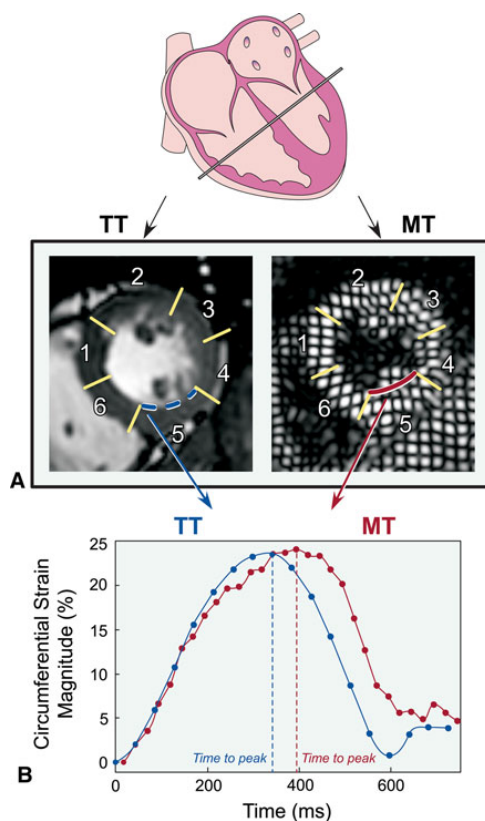 TT MT
2 2
3 3
1 1
4 4
6 6
5 5
A
TT MT
Circumferential Strain
Magnitude (%)
25
20
15
10
5
0
Time to peak Time to peak
B
0 200 400 600
Time (ms)